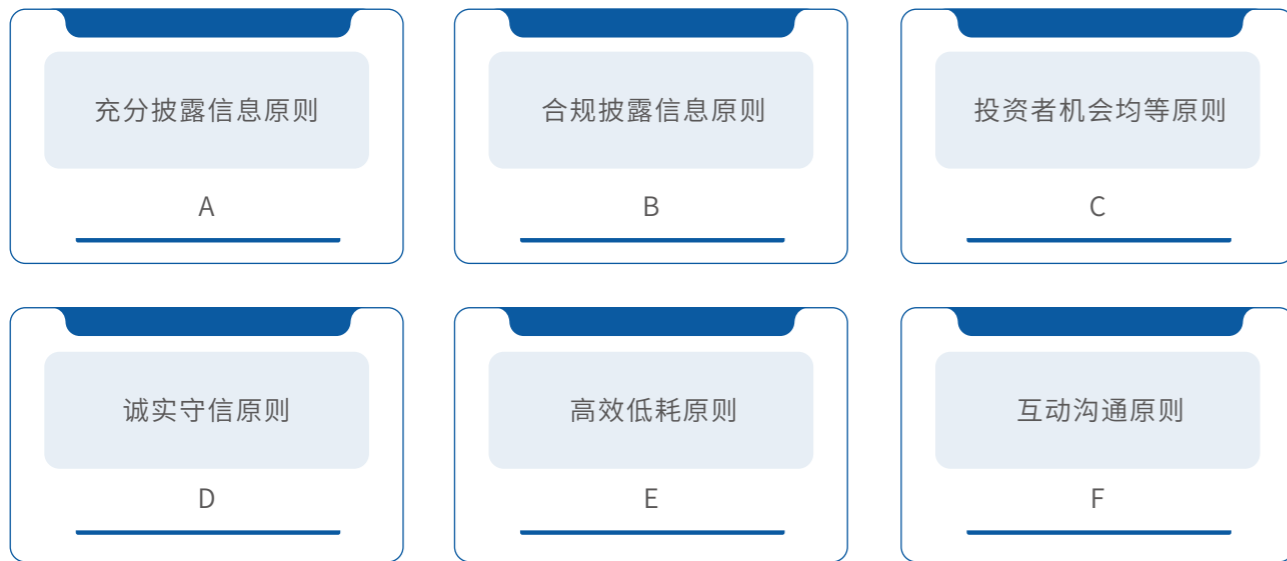 充分披露信息原则
合规披露信息原则
投资者机会均等原则
A
B
C
诚实守信原则
高效低耗原则
互动沟通原则
D
E
F